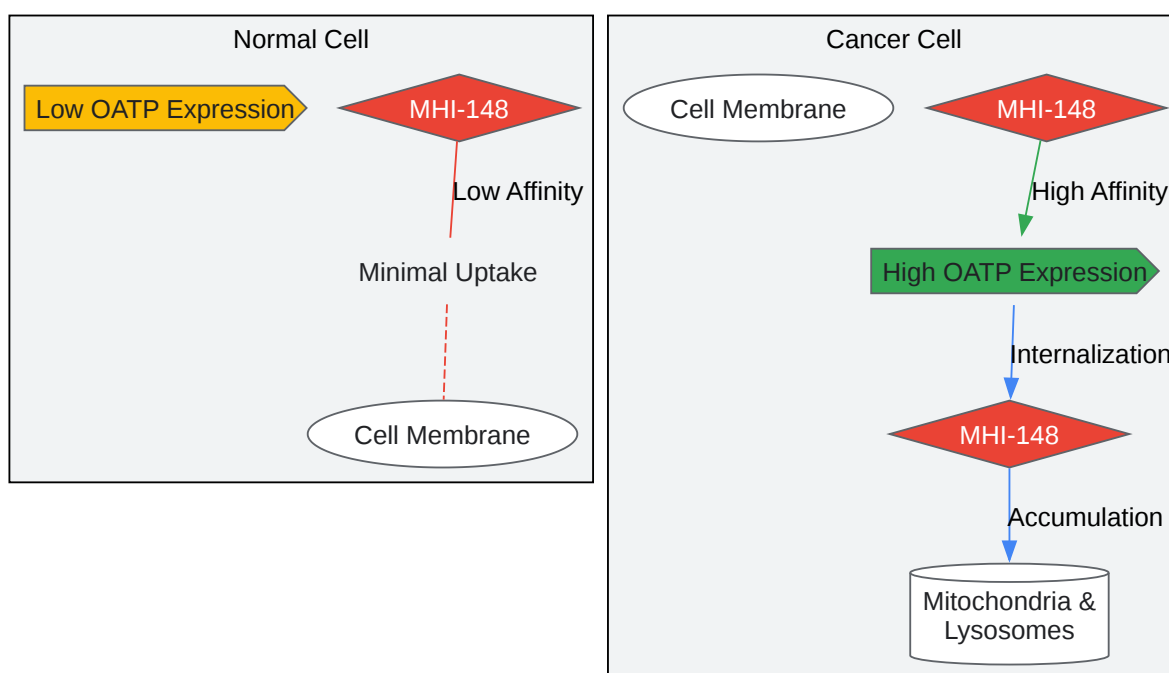 Normal Cell
Low OATP Expression
MHI-148
Low Affinity
Minimal Uptake
Cell Membrane
Cancer Cell
Cell Membrane
MHI-148
High Affinity
High OATP Expression
Internalization
MHI-148
Accumulation
Mitochondria &
Lysosomes